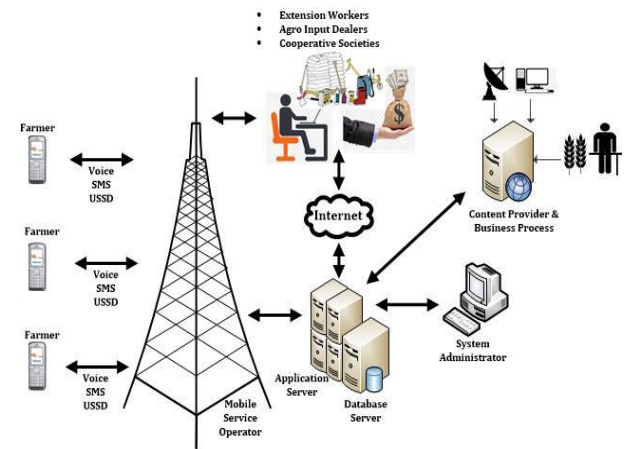 • Extension Workers
• Agro Input Dealers
• Cooperative Societies
Farmer
Voice
SMS
USSD
Farmer
Voice
SMS
USSD
Farmer
Voice
SMS
USSD
Mobile
Service
Operator
$
Internet
Application
Server
Database
Server
Content Provider &
Business Process
System
Administrator